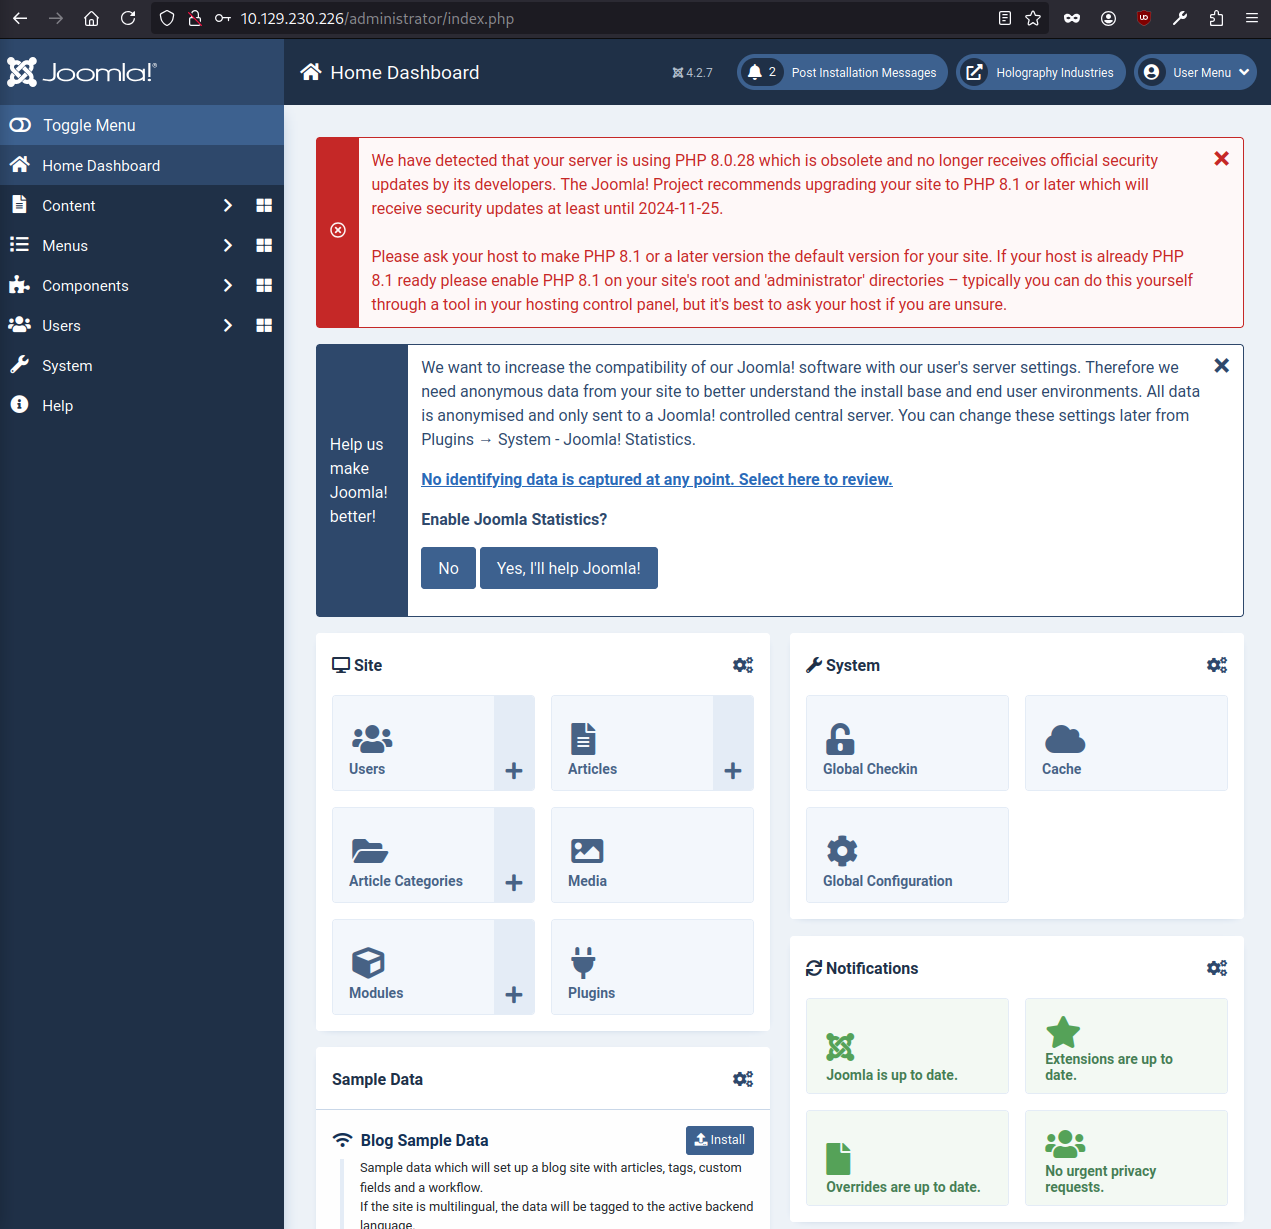 10.129.230.226/administrator/index.php
Joomla!®
Home Dashboard
4.2.7
2 Post Installation Messages
Holography Industries
User Menu
Toggle Menu
Home Dashboard
Content
Menus
Components
Users
System
Help
We have detected that your server is using PHP 8.0.28 which is obsolete and no longer receives official security
updates by its developers. The Joomla! Project recommends upgrading your site to PHP 8.1 or later which will
receive security updates at least until 2024-11-25.
Please ask your host to make PHP 8.1 or a later version the default version for your site. If your host is already PHP
8.1 ready please enable PHP 8.1 on your site's root and 'administrator' directories – typically you can do this yourself
through a tool in your hosting control panel, but it's best to ask your host if you are unsure.
Help us
make
Joomla!
better!
We want to increase the compatibility of our Joomla! software with our user's server settings. Therefore we
need anonymous data from your site to better understand the install base and end user environments. All data
is anonymised and only sent to a Joomla! controlled central server. You can change these settings later from
Plugins → System - Joomla! Statistics.
No identifying data is captured at any point. Select here to review.
Enable Joomla Statistics?
No
Yes, I'll help Joomla!
Site
Users
Articles
Article Categories
Media
Modules
Plugins
Sample Data
Blog Sample Data
Install
Sample data which will set up a blog site with articles, tags, custom
fields and a workflow.
If the site is multilingual, the data will be tagged to the active backend
language.
System
Global Checkin
Cache
Global Configuration
Notifications
Joomla is up to date.
Extensions are up to
date.
Overrides are up to date.
No urgent privacy
requests.